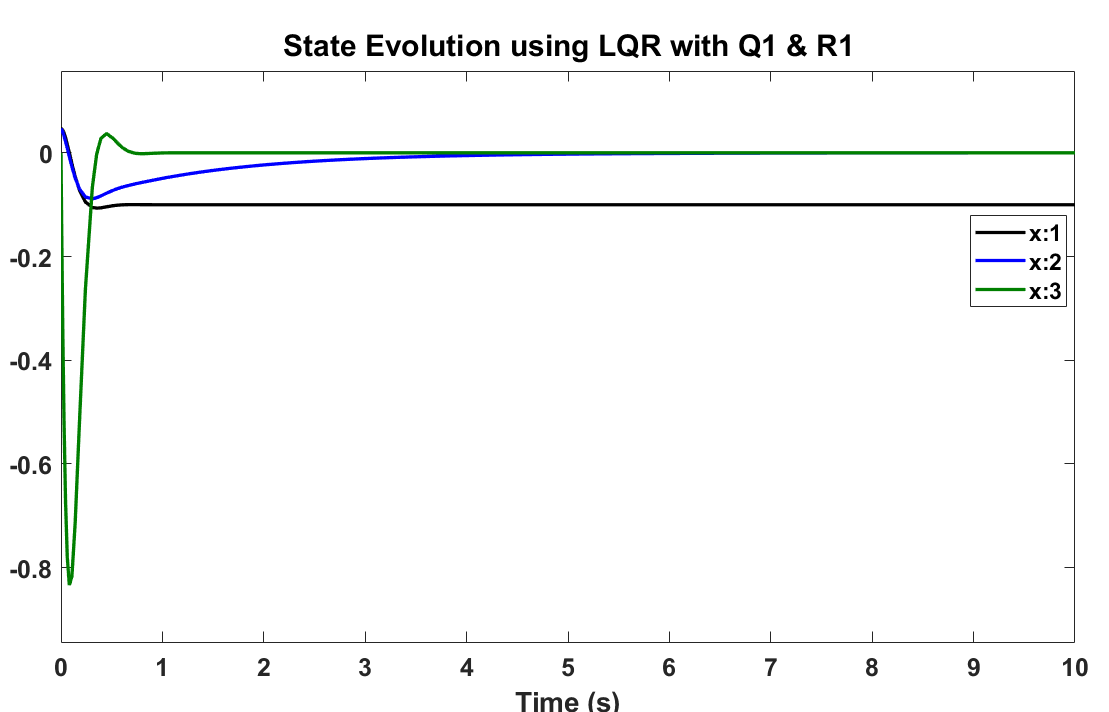 State Evolution using LQR with Q1 & R1
0
-0.2
-0.4
-0.6
-0.8
x:1
x:2
x:3
0 1 2 3 4 5 6 7 8 9 10
Time (s)